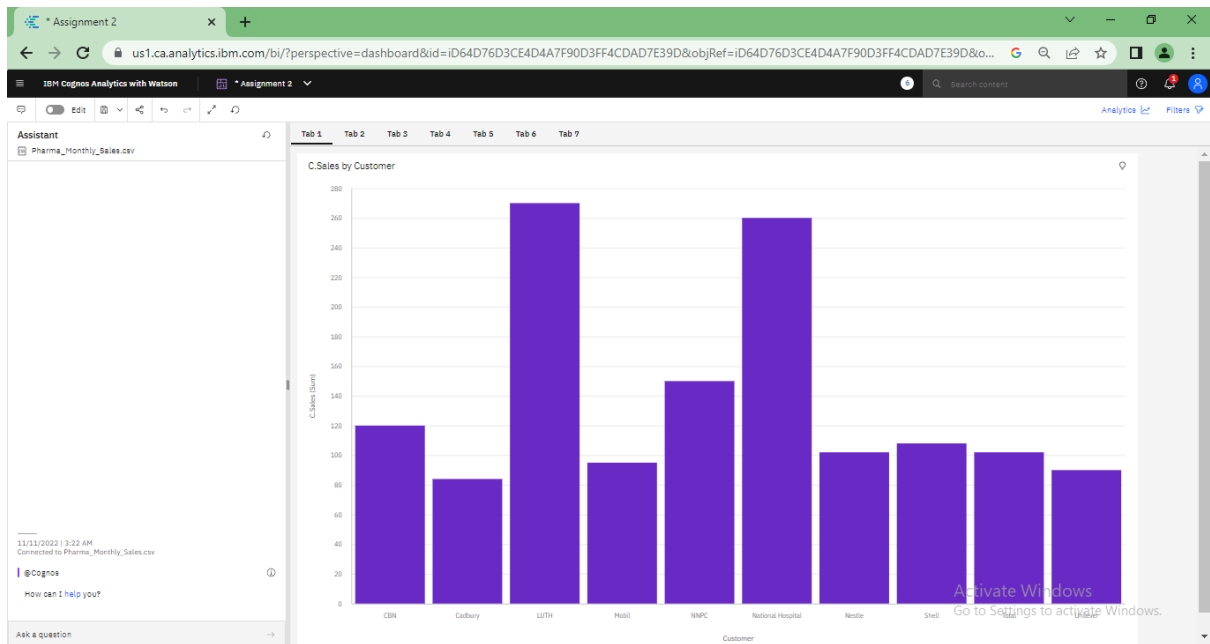 * Assignment 2
us1.ca.analytics.ibm.com/bi/?perspective=dashboard&id=iD64D76D3CE4D4A7F90D3FF4CDAD7E39D&objRef=iD64D76D3CE4D4A7F90D3FF4CDAD7E39D&o...
IBM Cognos Analytics with Watson
* Assignment 2
6
Search content
1
Edit
Analytics
Filters
Assistant
Pharma_Monthly_Sales.csv
Tab 1 Tab 2 Tab 3 Tab 4 Tab 5 Tab 6 Tab 7
C.Sales by Customer
280
260
240
220
200
180
160
140
120
100
80
60
40
20
0
C.Sales (Sum)
CBN Cadbury LUTH Mobil NNPC National Hospital Nestle Shell Total Unilever
Customer
11/11/2022 | 3:22 AM
Connected to Pharma_Monthly_Sales.csv
@Cognos
How can I help you?
Ask a question
Activate Windows
Go to Settings to activate Windows.